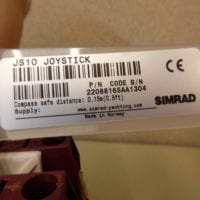 JS10 JOYSTICK
P/N CODE S/N
22086165AA1304
Compass safe distance: 0.15m(0.5ft)
Supply:
SIMRAD
www.simrad-yachting.com
Made in Norway
CE